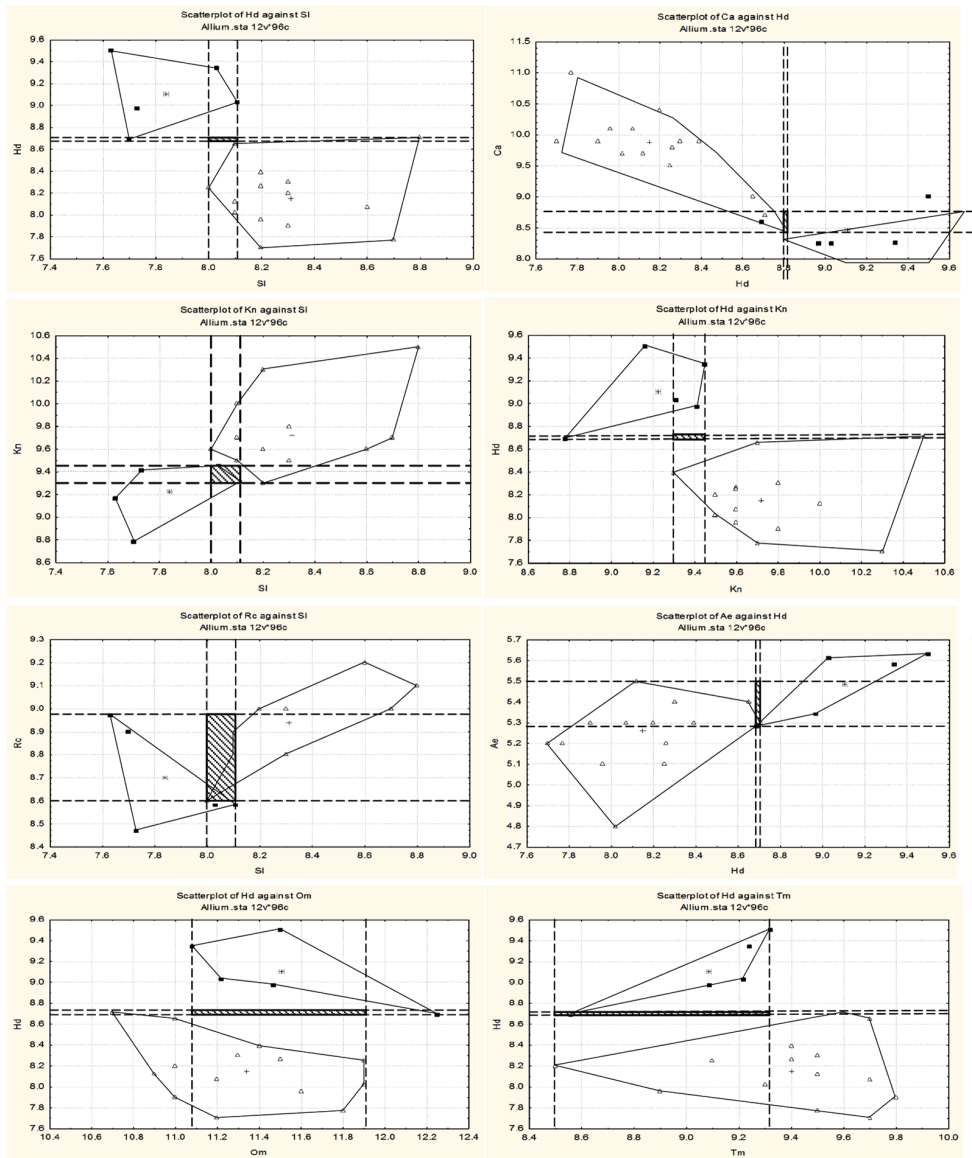 Scatterplot of Hd against Sl
Allium.sta 12v*96c
9.6
9.4
9.2
9.0
8.8
8.6
8.4
8.2
8.0
7.8
7.6
Hd
7.4 7.6 7.8 8.0 8.2 8.4 8.6 8.8 9.0
Sl
Scatterplot of Ca against Hd
Allium.sta 12v*96c
11.5
11.0
10.5
10.0
9.5
9.0
8.5
8.0
Ca
7.6 7.8 8.0 8.2 8.4 8.6 8.8 9.0 9.2 9.4 9.6
Hd
Scatterplot of Kn against Sl
Allium.sta 12v*96c
10.6
10.4
10.2
10.0
9.8
9.6
9.4
9.2
9.0
8.8
8.6
Kn
7.4 7.6 7.8 8.0 8.2 8.4 8.6 8.8 9.0
Sl
Scatterplot of Hd against Kn
Allium.sta 12v*96c
9.6
9.4
9.2
9.0
8.8
8.6
8.4
8.2
8.0
7.8
7.6
Hd
8.6 8.8 9.0 9.2 9.4 9.6 9.8 10.0 10.2 10.4 10.6
Kn
Scatterplot of Rc against Sl
Allium.sta 12v*96c
9.3
9.2
9.1
9.0
8.9
8.8
8.7
8.6
8.5
8.4
Rc
7.4 7.6 7.8 8.0 8.2 8.4 8.6 8.8 9.0
Sl
Scatterplot of Ae against Hd
Allium.sta 12v*96c
5.7
5.6
5.5
5.4
5.3
5.2
5.1
5.0
4.9
4.8
4.7
Ae
7.6 7.8 8.0 8.2 8.4 8.6 8.8 9.0 9.2 9.4 9.6
Hd
Scatterplot of Hd against Om
Allium.sta 12v*96c
9.6
9.4
9.2
9.0
8.8
8.6
8.4
8.2
8.0
7.8
7.6
Hd
10.4 10.6 10.8 11.0 11.2 11.4 11.6 11.8 12.0 12.2 12.4
Om
Scatterplot of Hd against Tm
Allium.sta 12v*96c
9.6
9.4
9.2
9.0
8.8
8.6
8.4
8.2
8.0
7.8
7.6
Hd
8.4 8.6 8.8 9.0 9.2 9.4 9.6 9.8 10.0
Tm